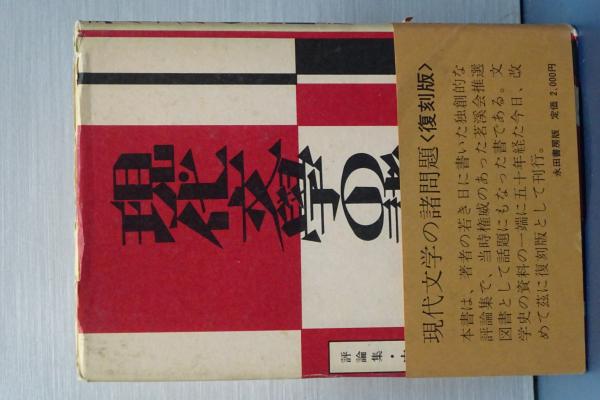 現代文學の
評論集・
現代文学の諸問題〈復刻版〉
本書は、著者の若き日に書いた独創的な
評論集で、当時権威のあった茗溪会推選
図書として話題にもなった書である。文
学史の資料の一端に五十年経た今日、改
めて茲に復刻版として刊行。
永田書房版 定価 2,000円